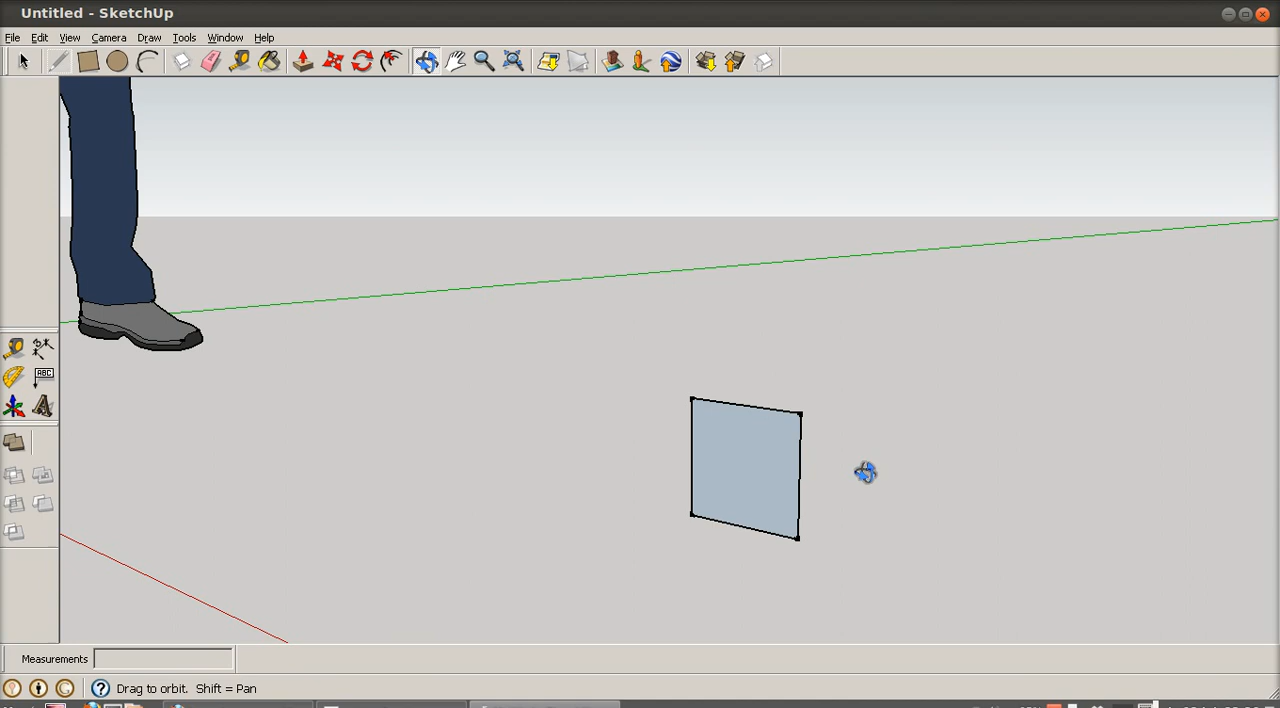 Untitled - SketchUp
File Edit View Camera Draw Tools Window Help
ABC
Measurements
Drag to orbit. Shift = Pan